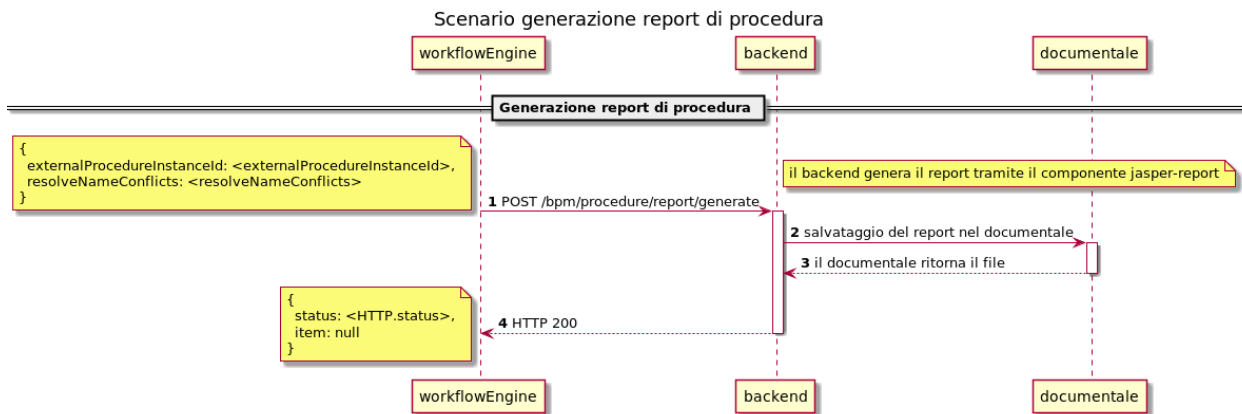 Scenario generazione report di procedura
workflowEngine
backend
documentale
Generazione report di procedura
{
externalProcedureInstanceId: <externalProcedureInstanceId>,
resolveNameConflicts: <resolveNameConflicts>
}
il backend genera il report tramite il componente jasper-report
1 POST /bpm/procedure/report/generate
2 salvataggio del report nel documentale
3 il documentale ritorna il file
{
status: <HTTP.status>,
item: null
}
4 HTTP 200
workflowEngine
backend
documentale